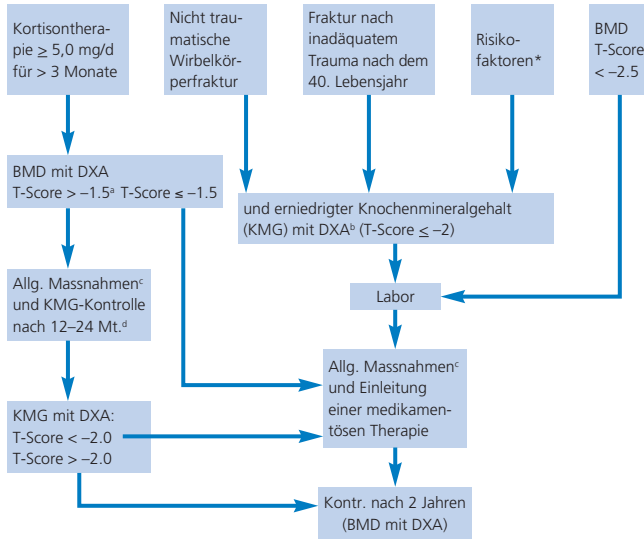 Kortisonthera-
pie ≥ 5,0 mg/d
für > 3 Monate
Nicht trau-
matische
Wirbelkör-
perfraktur
Fraktur nach
inadäquatem
Trauma nach dem
40. Lebensjahr
Risiko-
faktoren*
BMD
T-Score
< –2.5
BMD mit DXA
T-Score > –1.5ᵃ T-Score ≤ –1.5
und erniedrigter Knochenmineralgehalt
(KMG) mit DXAᵇ (T-Score ≤ –2)
Allg. Massnahmenᶜ
und KMG-Kontrolle
nach 12–24 Mt.ᵈ
Labor
Allg. Massnahmenᶜ
und Einleitung
einer medikamen-
tösen Therapie
KMG mit DXA:
T-Score < –2.0
T-Score > –2.0
Kontr. nach 2 Jahren
(BMD mit DXA)